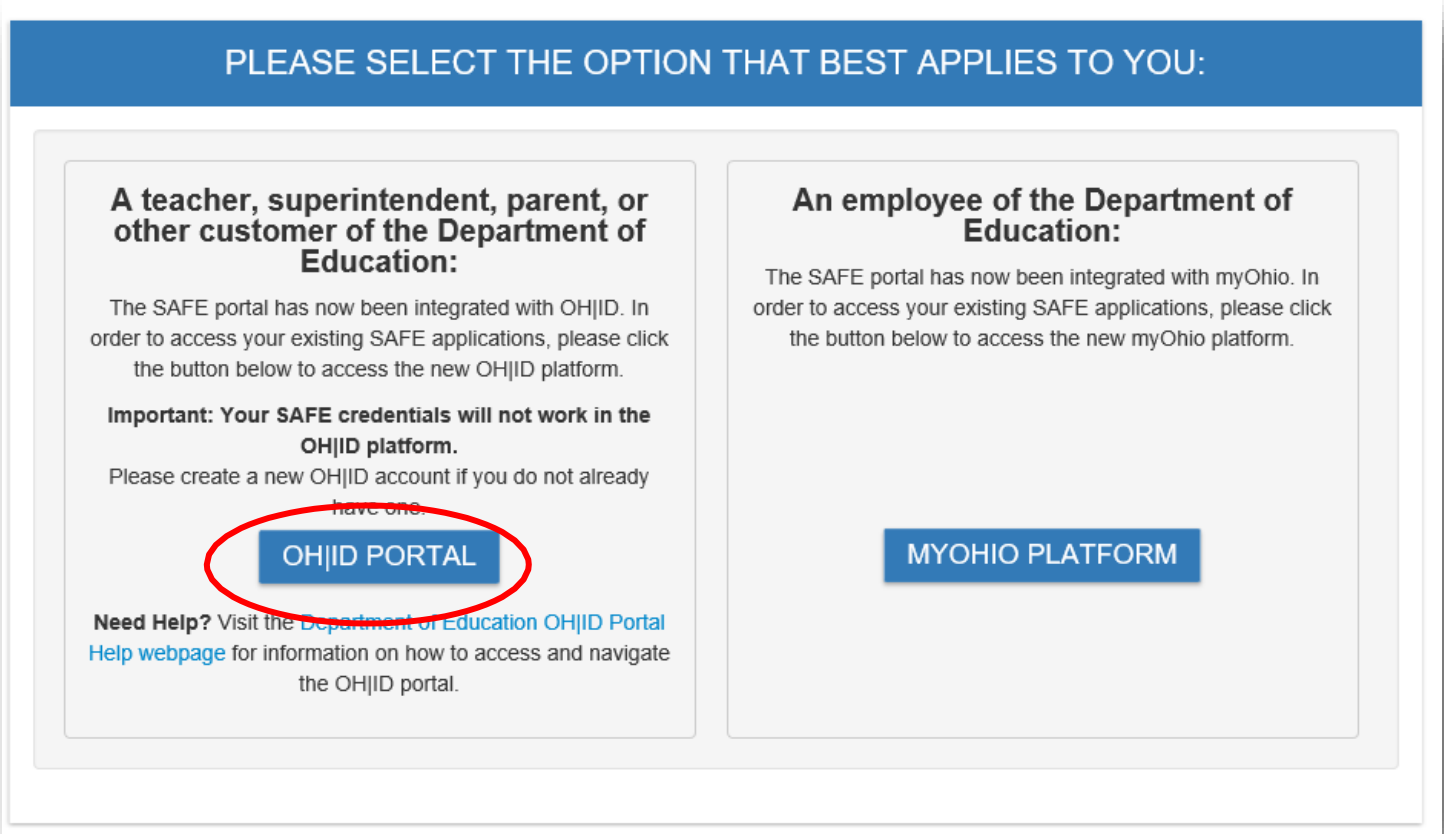 PLEASE SELECT THE OPTION THAT BEST APPLIES TO YOU:
A teacher, superintendent, parent, or
other customer of the Department of
Education:
The SAFE portal has now been integrated with OH|ID. In
order to access your existing SAFE applications, please click
the button below to access the new OH|ID platform.
Important: Your SAFE credentials will not work in the
OH|ID platform.
Please create a new OH|ID account if you do not already
have one.
OH|ID PORTAL
Need Help? Visit the Department of Education OH|ID Portal
Help webpage for information on how to access and navigate
the OH|ID portal.
An employee of the Department of
Education:
The SAFE portal has now been integrated with myOhio. In
order to access your existing SAFE applications, please click
the button below to access the new myOhio platform.
MYOHIO PLATFORM